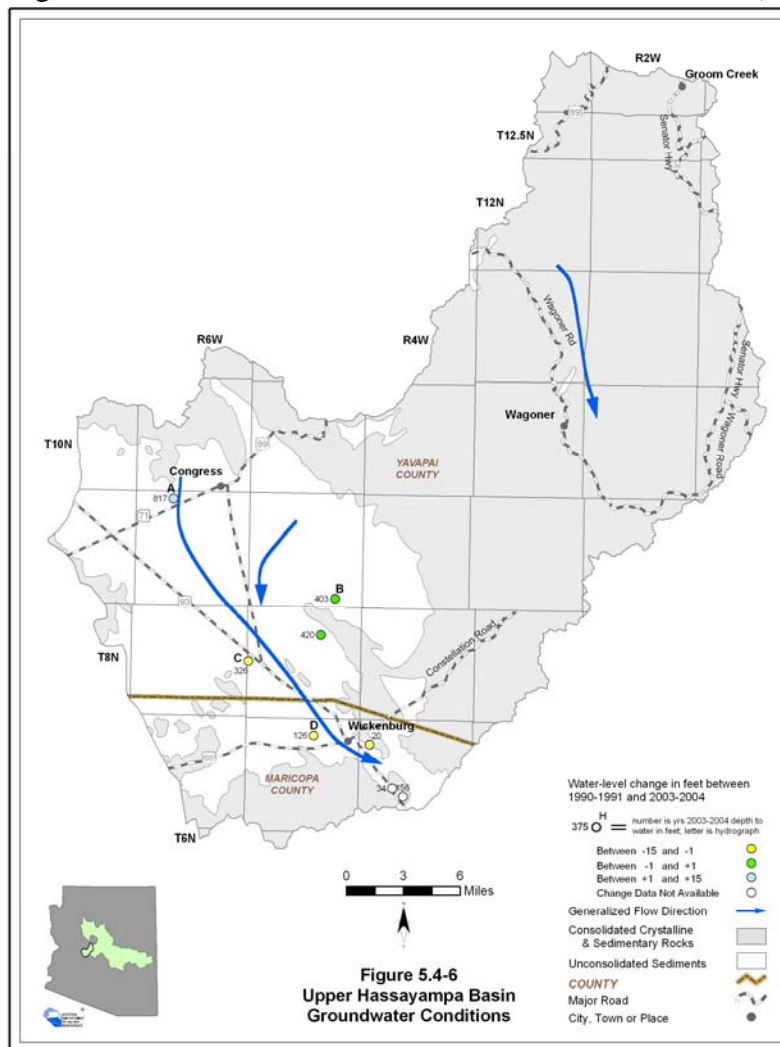 R2W
Groom Creek
89
Senator Hwy
T12.5N
T12N
Wagoner Rd
R4W
R6W
Senator Hwy
Wagoner Road
Wagoner
T10N
89
Congress
YAVAPAI
COUNTY
A
817
71
93
B
403
420
Constellation Road
T8N
C
326
D
126
Wickenburg
20
60
MARICOPA
COUNTY
34
156
T6N
Water-level change in feet between
1990-1991 and 2003-2004
H
375
number is yrs 2003-2004 depth to
water in feet; letter is hydrograph
Between -15 and -1
Between -1 and +1
Between +1 and +15
Change Data Not Available
Generalized Flow Direction
Consolidated Crystalline
& Sedimentary Rocks
Unconsolidated Sediments
COUNTY
Major Road
City, Town or Place
0 3 6
Miles
Figure 5.4-6
Upper Hassayampa Basin
Groundwater Conditions